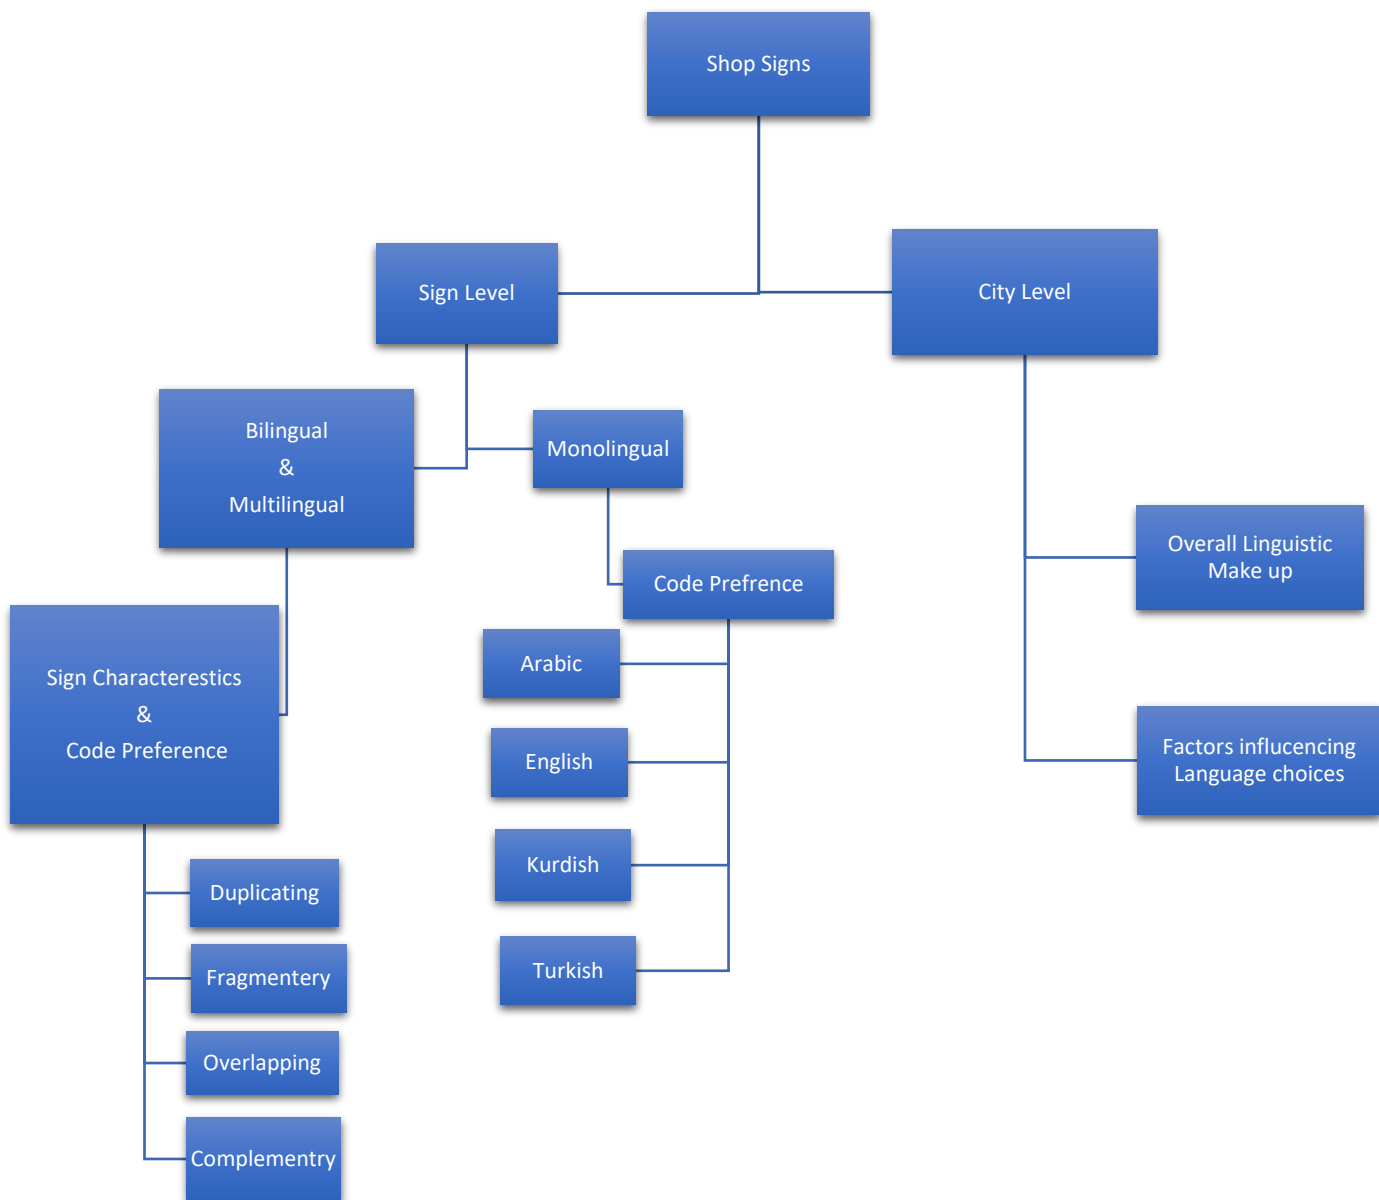 Shop Signs
Sign Level
City Level
Bilingual
&
Multilingual
Monolingual
Overall Linguistic
Make up
Code Prefrence
Sign Characterestics
&
Code Preference
Arabic
English
Kurdish
Turkish
Factors influcencing
Language choices
Duplicating
Fragmentery
Overlapping
Complementry